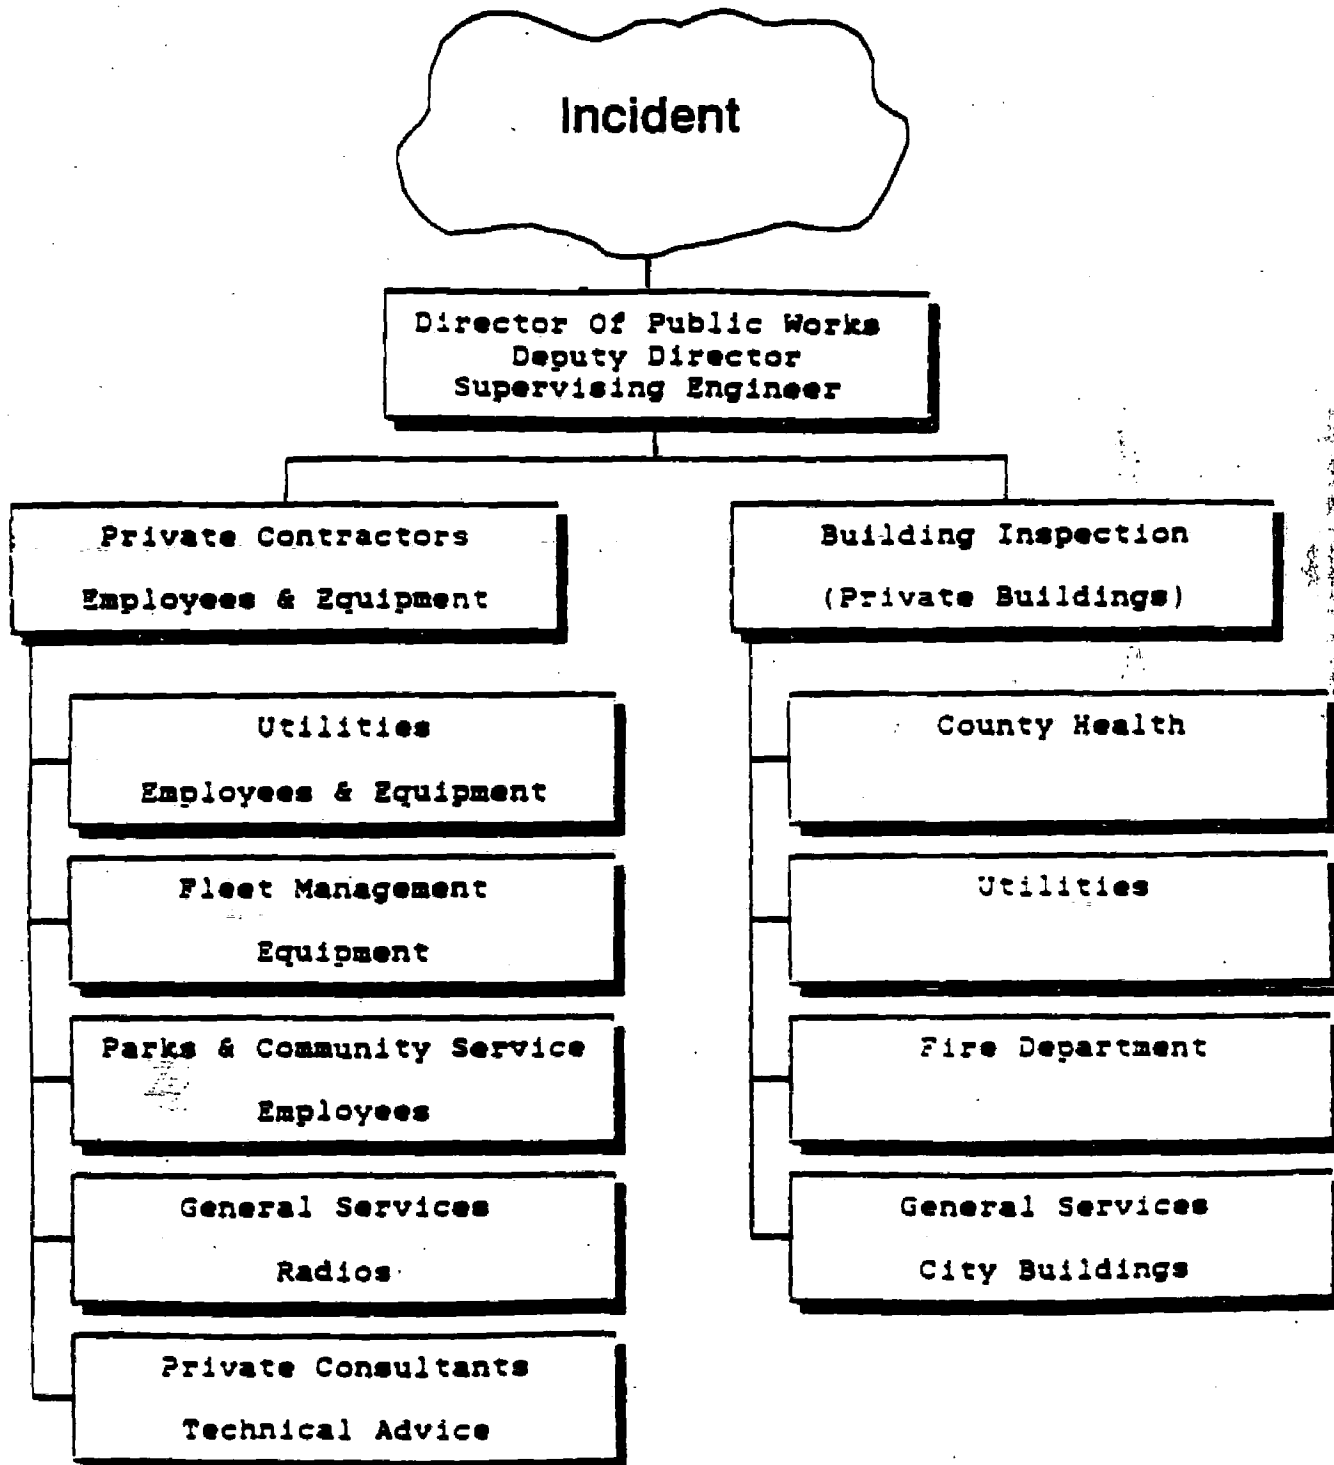 Incident
Director Of Public Works
Deputy Director
Supervising Engineer
Private Contractors
Employees & Equipment
Utilities
Employees & Equipment
Fleet Management
Equipment
Parks & Community Service
Employees
General Services
Radios
Private Consultants
Technical Advice
Building Inspection
(Private Buildings)
County Health
Utilities
Fire Department
General Services
City Buildings